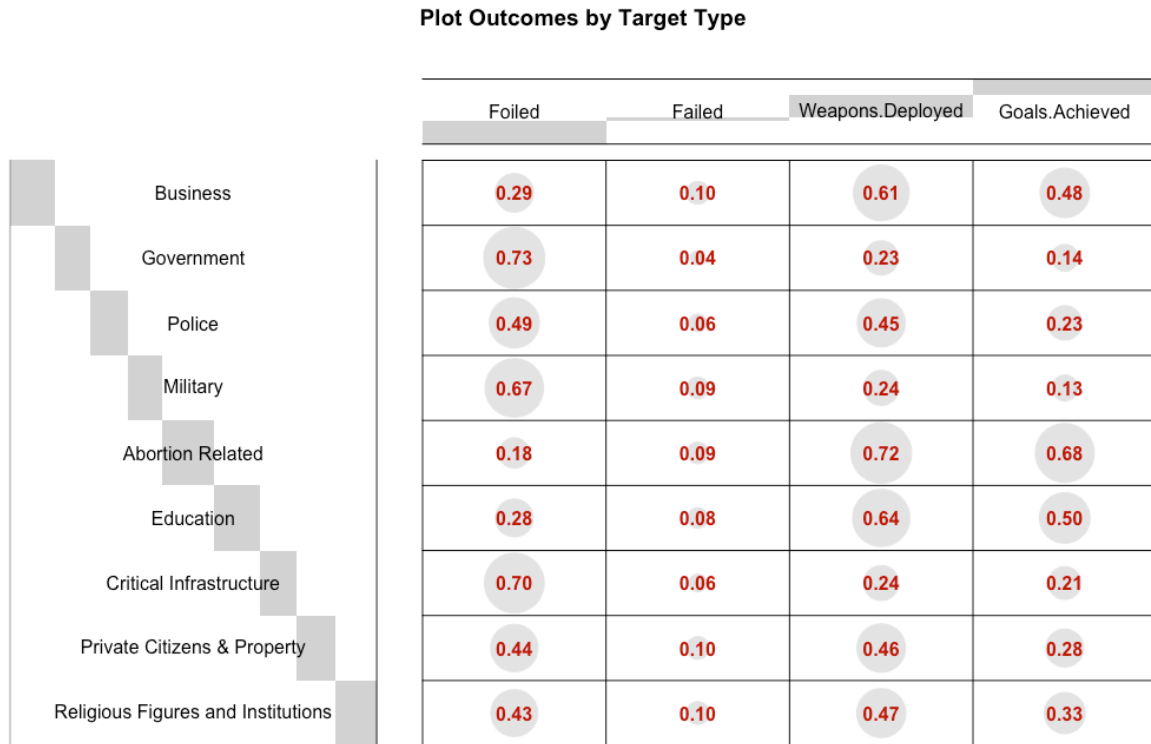 Plot Outcomes by Target Type
Foiled Failed Weapons.Deployed Goals.Achieved
Business 0.29 0.10 0.61 0.48
Government 0.73 0.04 0.23 0.14
Police 0.49 0.06 0.45 0.23
Military 0.67 0.09 0.24 0.13
Abortion Related 0.18 0.09 0.72 0.68
Education 0.28 0.08 0.64 0.50
Critical Infrastructure 0.70 0.06 0.24 0.21
Private Citizens & Property 0.44 0.10 0.46 0.28
Religious Figures and Institutions 0.43 0.10 0.47 0.33